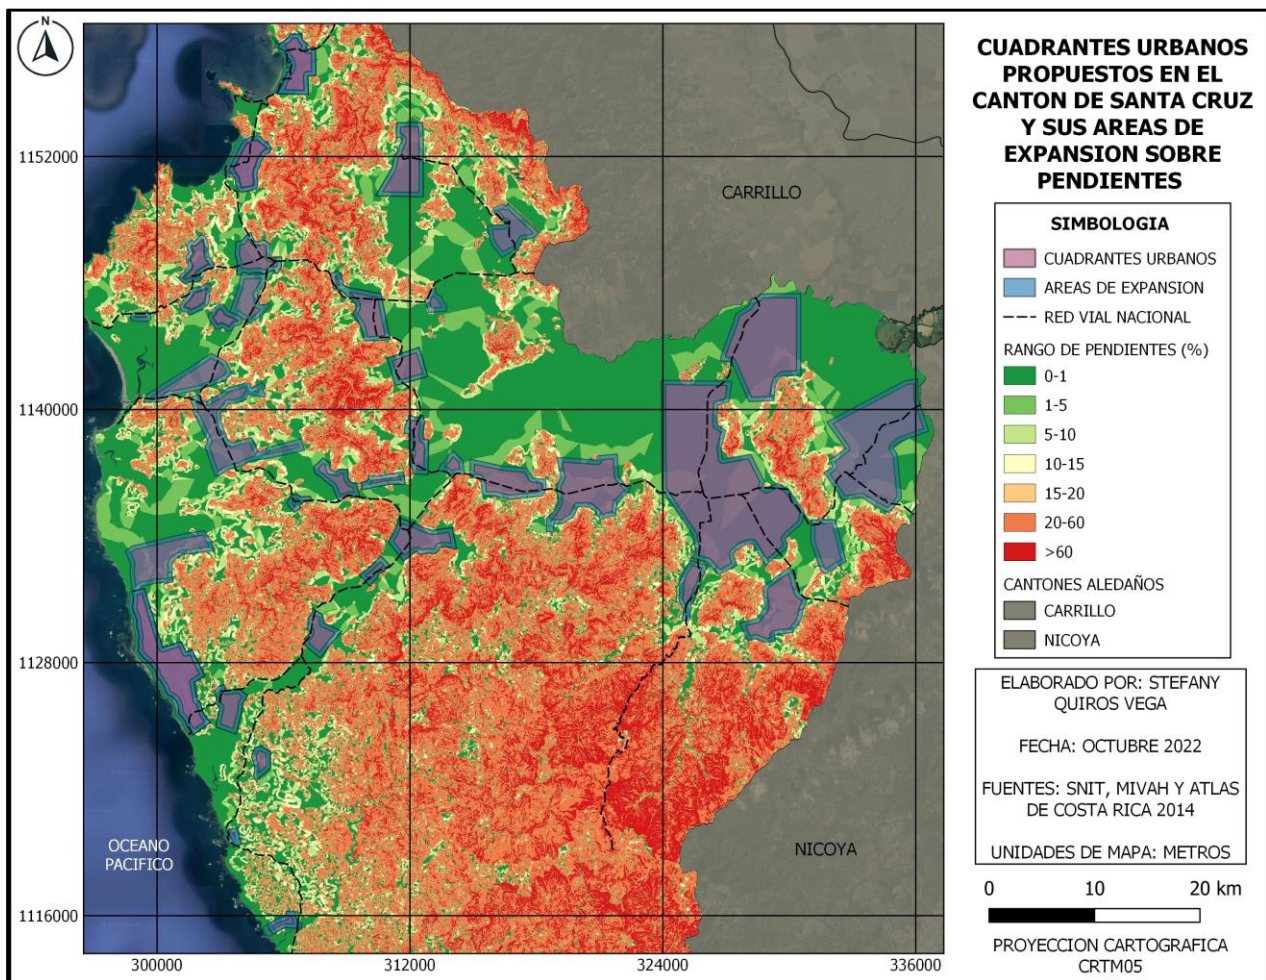 N
CUADRANTES URBANOS
PROPUESTOS EN EL
CANTON DE SANTA CRUZ
Y SUS AREAS DE
EXPANSION SOBRE
PENDIENTES
SIMBOLOGIA
CUADRANTES URBANOS
AREAS DE EXPANSION
RED VIAL NACIONAL
RANGO DE PENDIENTES (%)
0-1
1-5
5-10
10-15
15-20
20-60
>60
CANTONES ALEDAÑOS
CARRILLO
NICOYA
ELABORADO POR: STEFANY
QUIROS VEGA
FECHA: OCTUBRE 2022
FUENTES: SNIT, MIVAH Y ATLAS
DE COSTA RICA 2014
UNIDADES DE MAPA: METROS
0 10 20 km
PROYECCION CARTOGRAFICA
CRTM05
1152000
1140000
1128000
1116000
300000 312000 324000 336000
CARRILLO
NICOYA
OCEANO
PACIFICO